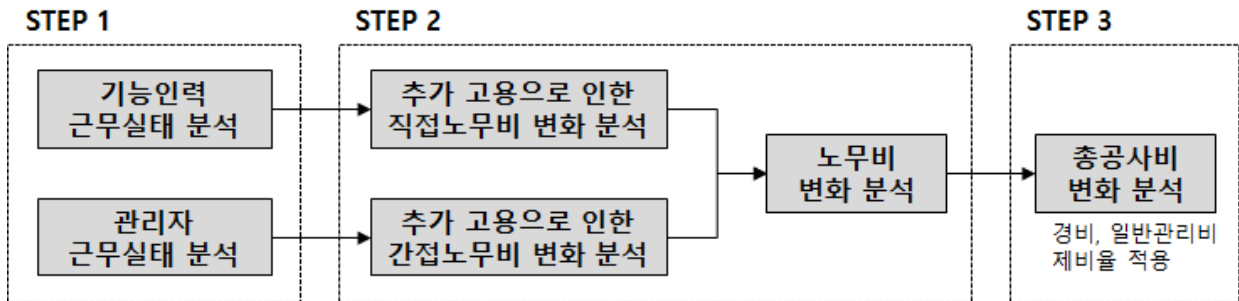 STEP 1
기능인력
근무실태 분석
관리자
근무실태 분석
STEP 2
추가 고용으로 인한
직접노무비 변화 분석
추가 고용으로 인한
간접노무비 변화 분석
노무비
변화 분석
STEP 3
총공사비
변화 분석
경비, 일반관리비
제비율 적용